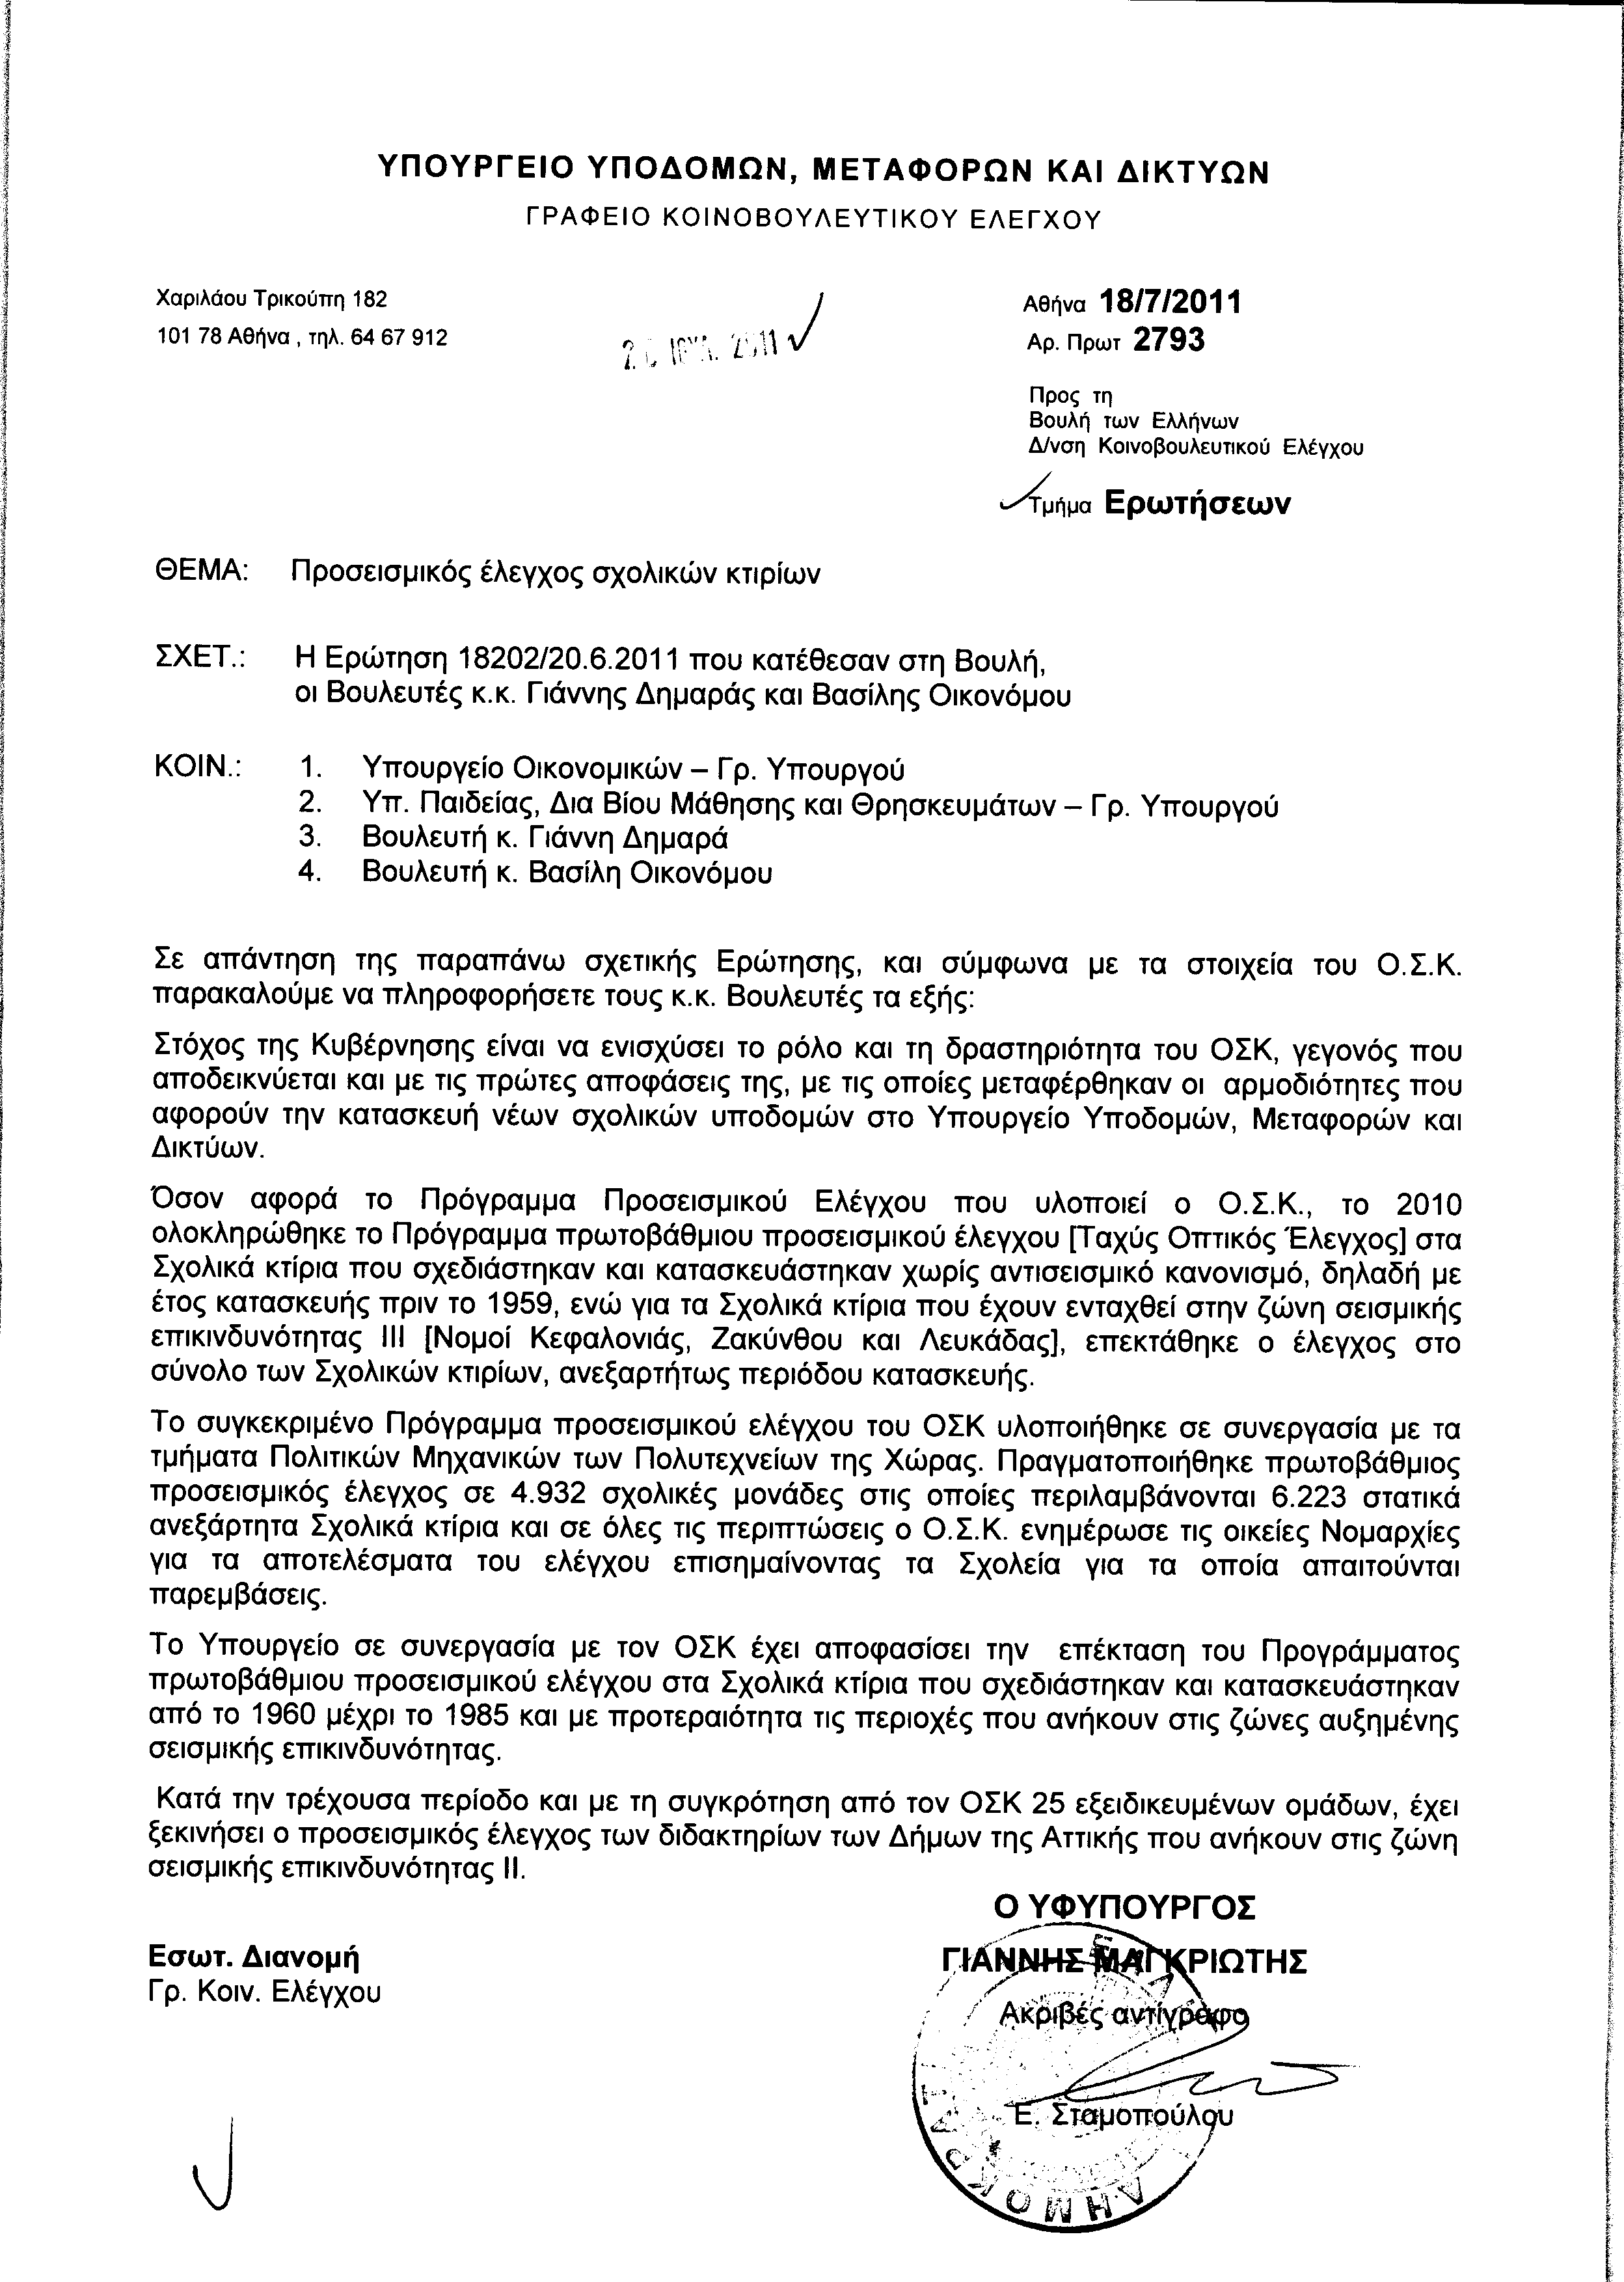 ΥΠΟΥΡΓΕΙΟ ΥΠΟΔΟΜΩΝ, ΜΕΤΑΦΟΡΩΝ ΚΑΙ ΔΙΚΤΥΩΝ
ΓΡΑΦΕΙΟ ΚΟΙΝΟΒΟΥΛΕΥΤΙΚΟΥ ΕΛΕΓΧΟΥ
Χαριλάου Τρικούπη 182
101 78 Αθήνα , τηλ. 64 67 912
2011
Αθήνα 18/7/2011
Αρ. Πρωτ 2793
Προς τη
Βουλή των Ελλήνων
Δ/νση Κοινοβουλευτικού Ελέγχου
Τμήμα Ερωτήσεων
ΘΕΜΑ: Προσεισμικός έλεγχος σχολικών κτιρίων
ΣΧΕΤ.: Η Ερώτηση 18202/20.6.2011 που κατέθεσαν στη Βουλή,
οι Βουλευτές κ.κ. Γιάννης Δημαράς και Βασίλης Οικονόμου
ΚΟΙΝ.: 1. Υπουργείο Οικονομικών – Γρ. Υπουργού
2. Υπ. Παιδείας, Δια Βίου Μάθησης και Θρησκευμάτων – Γρ. Υπουργού
3. Βουλευτή κ. Γιάννη Δημαρά
4. Βουλευτή κ. Βασίλη Οικονόμου
Σε απάντηση της παραπάνω σχετικής Ερώτησης, και σύμφωνα με τα στοιχεία του Ο.Σ.Κ.
παρακαλούμε να πληροφορήσετε τους κ.κ. Βουλευτές τα εξής:
Στόχος της Κυβέρνησης είναι να ενισχύσει το ρόλο και τη δραστηριότητα του ΟΣΚ, γεγονός που
αποδεικνύεται και με τις πρώτες αποφάσεις της, με τις οποίες μεταφέρθηκαν οι αρμοδιότητες που
αφορούν την κατασκευή νέων σχολικών υποδομών στο Υπουργείο Υποδομών, Μεταφορών και
Δικτύων.
Όσον αφορά το Πρόγραμμα Προσεισμικού Ελέγχου που υλοποιεί ο Ο.Σ.Κ., το 2010
ολοκληρώθηκε το Πρόγραμμα πρωτοβάθμιου προσεισμικού έλεγχου [Ταχύς Οπτικός Έλεγχος] στα
Σχολικά κτίρια που σχεδιάστηκαν και κατασκευάστηκαν χωρίς αντισεισμικό κανονισμό, δηλαδή με
έτος κατασκευής πριν το 1959, ενώ για τα Σχολικά κτίρια που έχουν ενταχθεί στην ζώνη σεισμικής
επικινδυνότητας ΙΙΙ [Νομοί Κεφαλονιάς, Ζακύνθου και Λευκάδας], επεκτάθηκε ο έλεγχος στο
σύνολο των Σχολικών κτιρίων, ανεξαρτήτως περιόδου κατασκευής.
Το συγκεκριμένο Πρόγραμμα προσεισμικού ελέγχου του ΟΣΚ υλοποιήθηκε σε συνεργασία με τα
τμήματα Πολιτικών Μηχανικών των Πολυτεχνείων της Χώρας. Πραγματοποιήθηκε πρωτοβάθμιος
προσεισμικός έλεγχος σε 4.932 σχολικές μονάδες στις οποίες περιλαμβάνονται 6.223 στατικά
ανεξάρτητα Σχολικά κτίρια και σε όλες τις περιπτώσεις ο Ο.Σ.Κ. ενημέρωσε τις οικείες Νομαρχίες
για τα αποτελέσματα του ελέγχου επισημαίνοντας τα Σχολεία για τα οποία απαιτούνται
παρεμβάσεις.
Το Υπουργείο σε συνεργασία με τον ΟΣΚ έχει αποφασίσει την επέκταση του Προγράμματος
πρωτοβάθμιου προσεισμικού ελέγχου στα Σχολικά κτίρια που σχεδιάστηκαν και κατασκευάστηκαν
από το 1960 μέχρι το 1985 και με προτεραιότητα τις περιοχές που ανήκουν στις ζώνες αυξημένης
σεισμικής επικινδυνότητας.
Κατά την τρέχουσα περίοδο και με τη συγκρότηση από τον ΟΣΚ 25 εξειδικευμένων ομάδων, έχει
ξεκινήσει ο προσεισμικός έλεγχος των διδακτηρίων των Δήμων της Αττικής που ανήκουν στις ζώνη
σεισμικής επικινδυνότητας ΙΙ.
Ο ΥΦΥΠΟΥΡΓΟΣ
Εσωτ. Διανομή
Γρ. Κοιν. Ελέγχου
ΓΙΑΝΝΗΣ ΜΑΓΚΡΙΩΤΗΣ
Ακριβές αντίγραφο
Ε. Σταμοπούλου